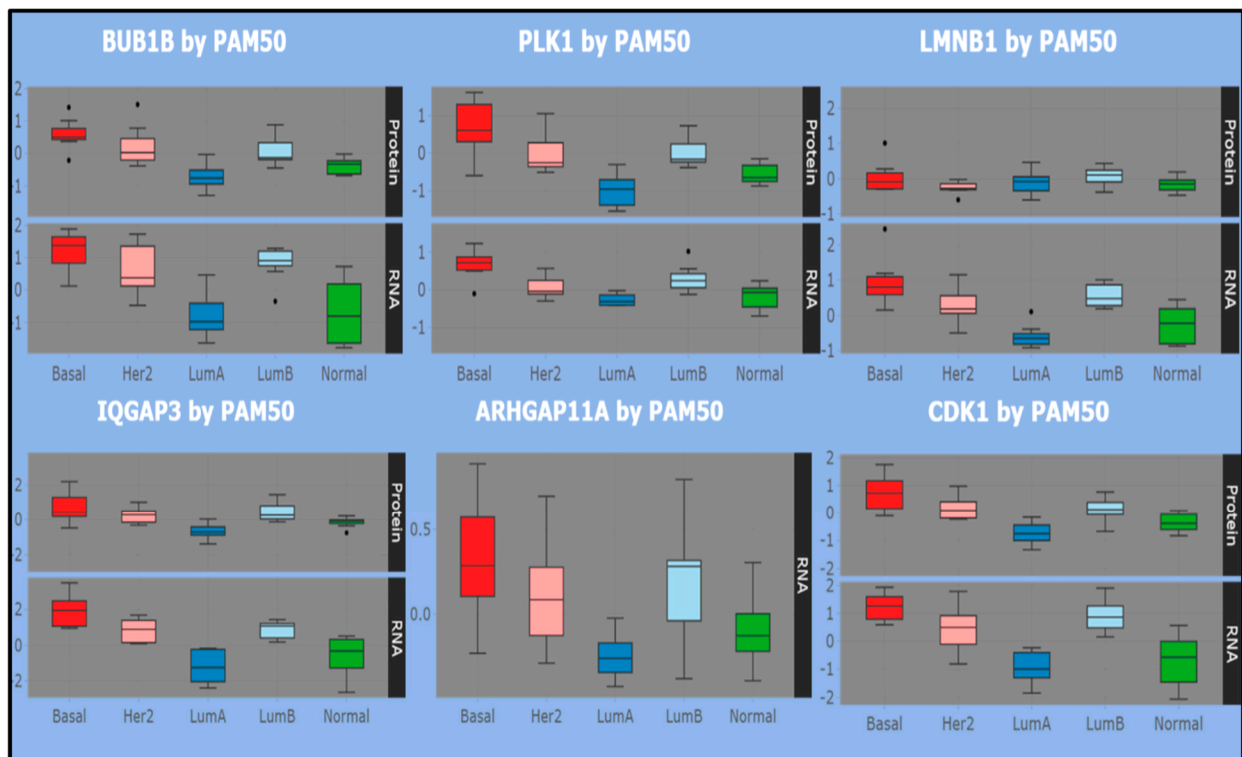 BUB1B by PAM50
2
1
0
-1
Protein
2
1
0
-1
RNA
Basal Her2 LumA LumB Normal
PLK1 by PAM50
1
0
-1
Protein
1
0
-1
RNA
Basal Her2 LumA LumB Normal
LMNB1 by PAM50
2
1
0
-1
Protein
2
1
0
-1
RNA
Basal Her2 LumA LumB Normal
IQGAP3 by PAM50
2
0
-2
Protein
2
0
-2
RNA
Basal Her2 LumA LumB Normal
ARHGAP11A by PAM50
0.5
0.0
RNA
Basal Her2 LumA LumB Normal
CDK1 by PAM50
2
1
0
-1
-2
Protein
2
1
0
-1
-2
RNA
Basal Her2 LumA LumB Normal